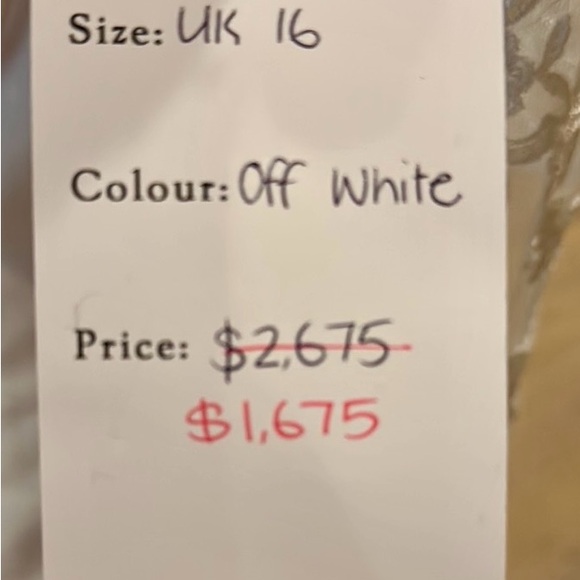 Size: UK 16
Colour: Off White
Price: $2,675
$1,675